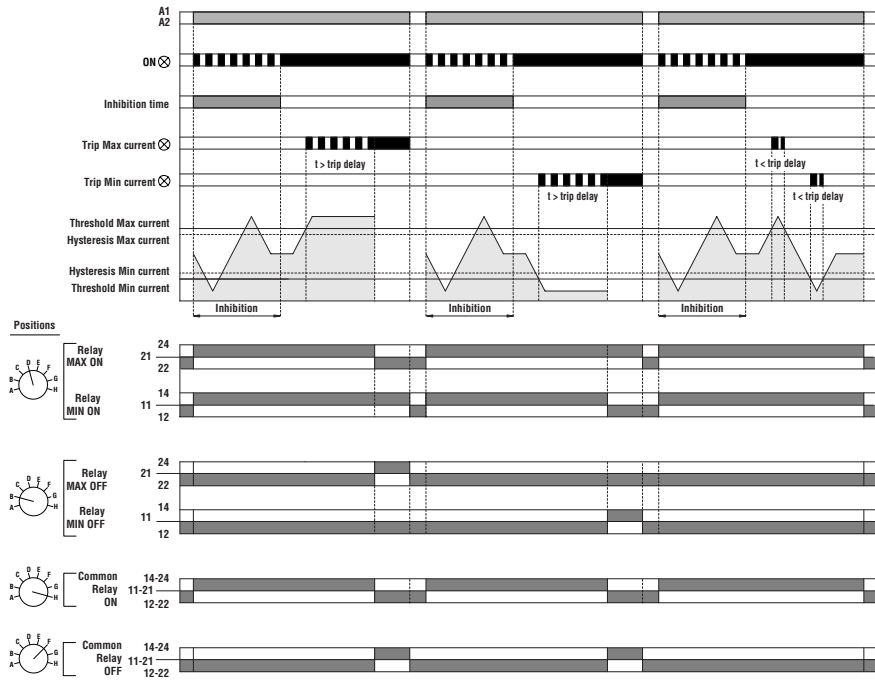 A1
A2
ON
Inhibition time
Trip Max current
t > trip delay
t < trip delay
Trip Min current
t > trip delay
t < trip delay
Threshold Max current
Hysteresis Max current
Hysteresis Min current
Threshold Min current
Inhibition
Inhibition
Inhibition
Positions
A B C D E F G H
Relay
MAX ON
24
21
22
Relay
MIN ON
14
11
12
A B C D E F G H
Relay
MAX OFF
24
21
22
Relay
MIN OFF
14
11
12
A B C D E F G H
Common
Relay
ON
14-24
11-21
12-22
A B C D E F G H
Common
Relay
OFF
14-24
11-21
12-22